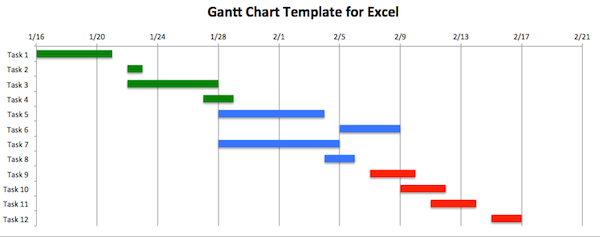 Gantt Chart Template for Excel
1/16 1/20 1/24 1/28 2/1 2/5 2/9 2/13 2/17 2/21
Task 1
Task 2
Task 3
Task 4
Task 5
Task 6
Task 7
Task 8
Task 9
Task 10
Task 11
Task 12